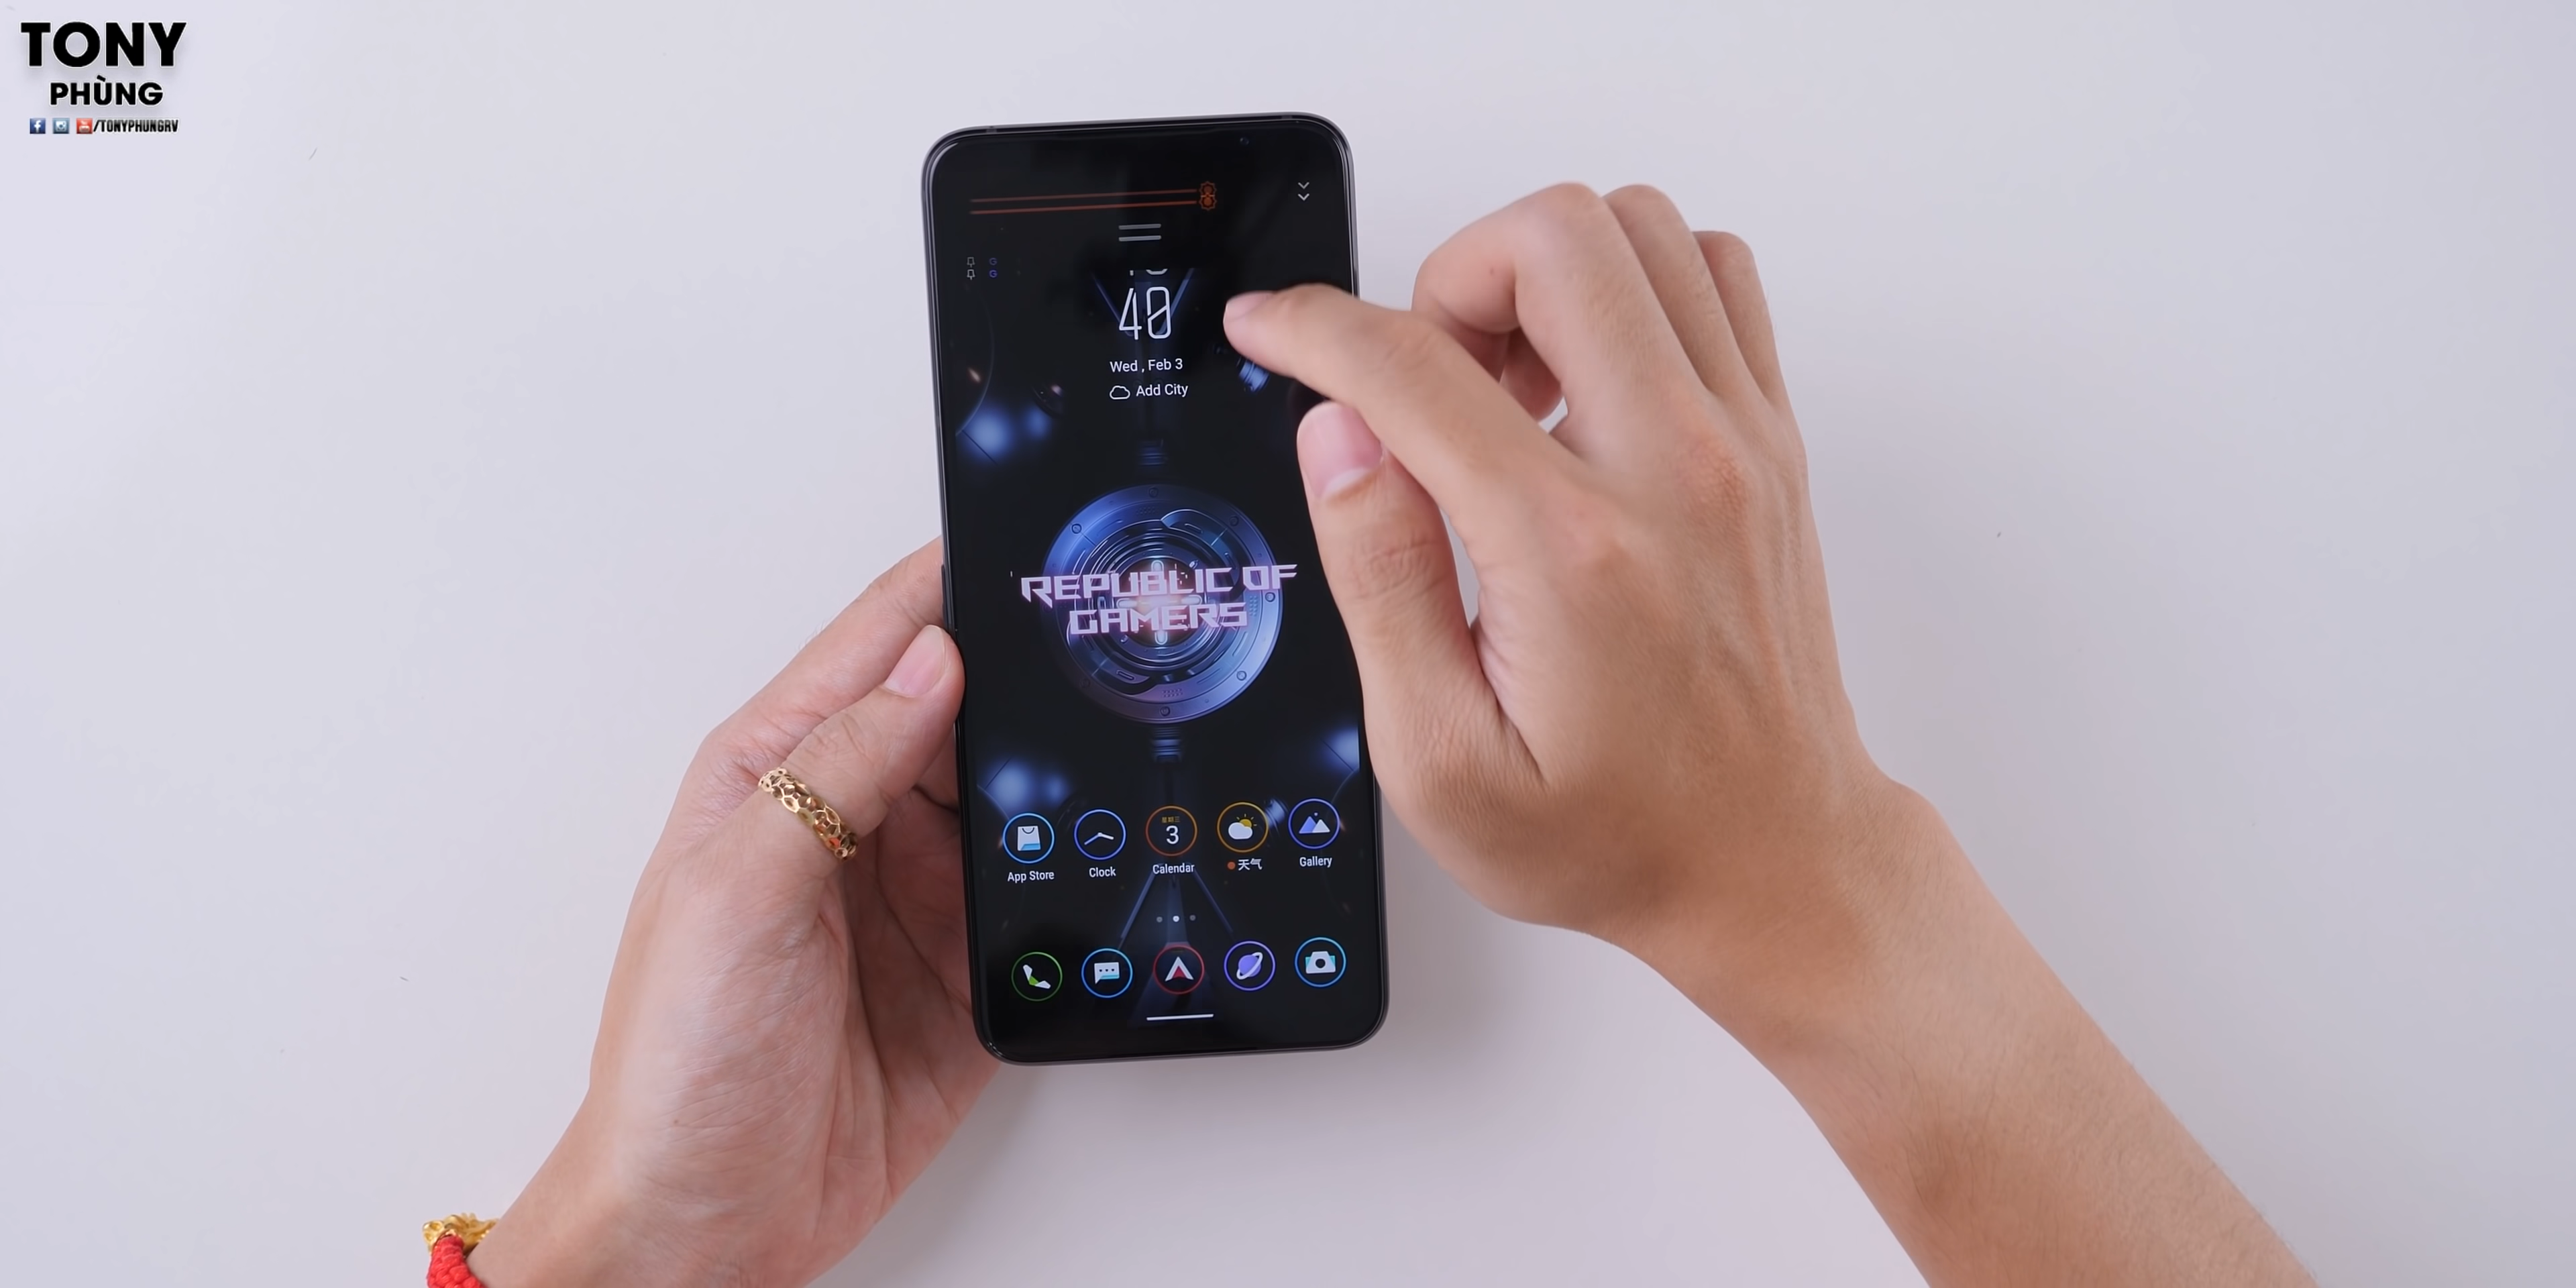 TONY
PHÙNG
/TONYPHUNGRV
40
Wed , Feb 3
Add City
REPUBLIC OF
GAMERS
3
App Store
Clock
Calendar
天气
Gallery